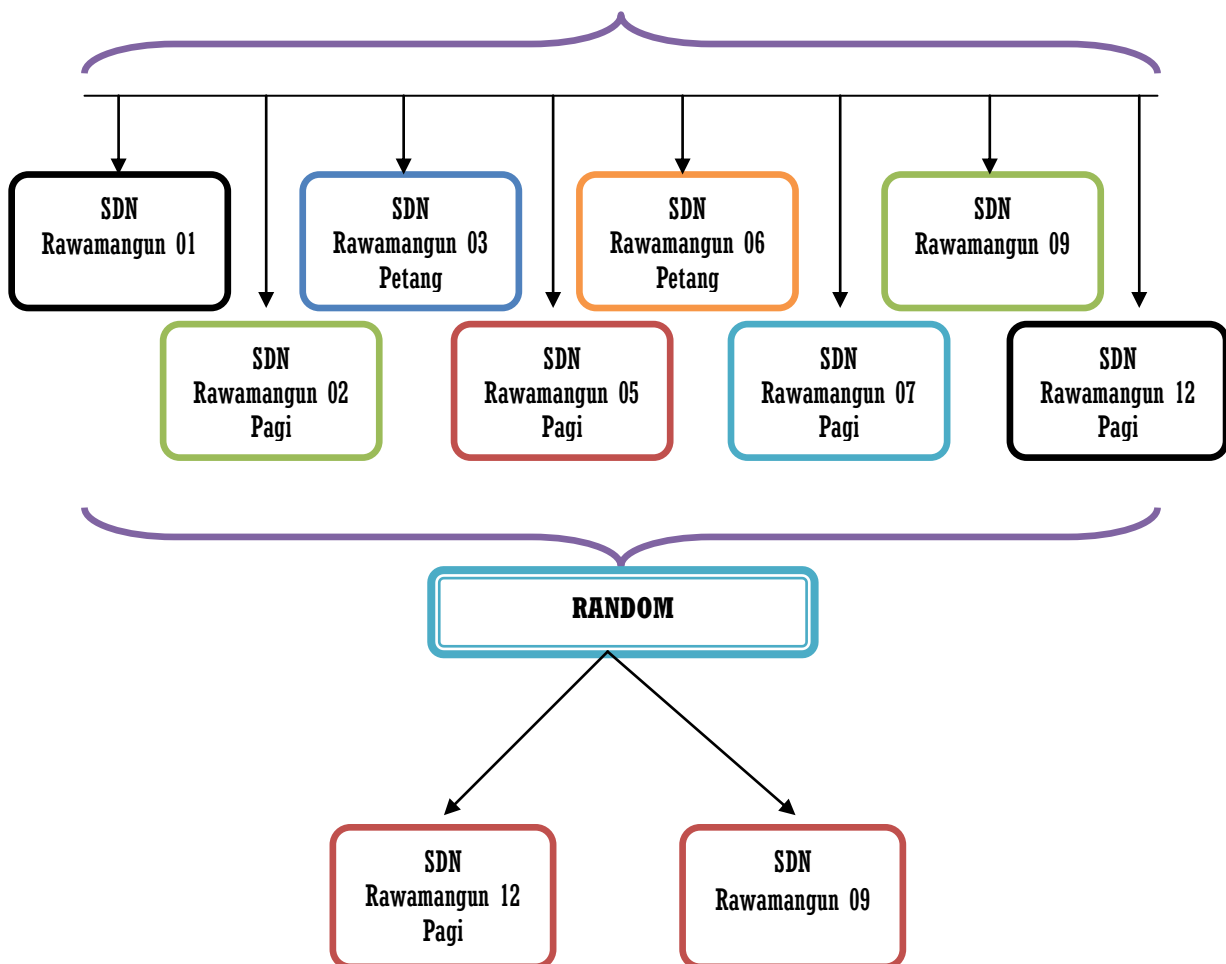 SDN
Rawamangun 01
SDN
Rawamangun 03
Petang
SDN
Rawamangun 06
Petang
SDN
Rawamangun 09
SDN
Rawamangun 02
Pagi
SDN
Rawamangun 05
Pagi
SDN
Rawamangun 07
Pagi
SDN
Rawamangun 12
Pagi
RANDOM
SDN
Rawamangun 12
Pagi
SDN
Rawamangun 09